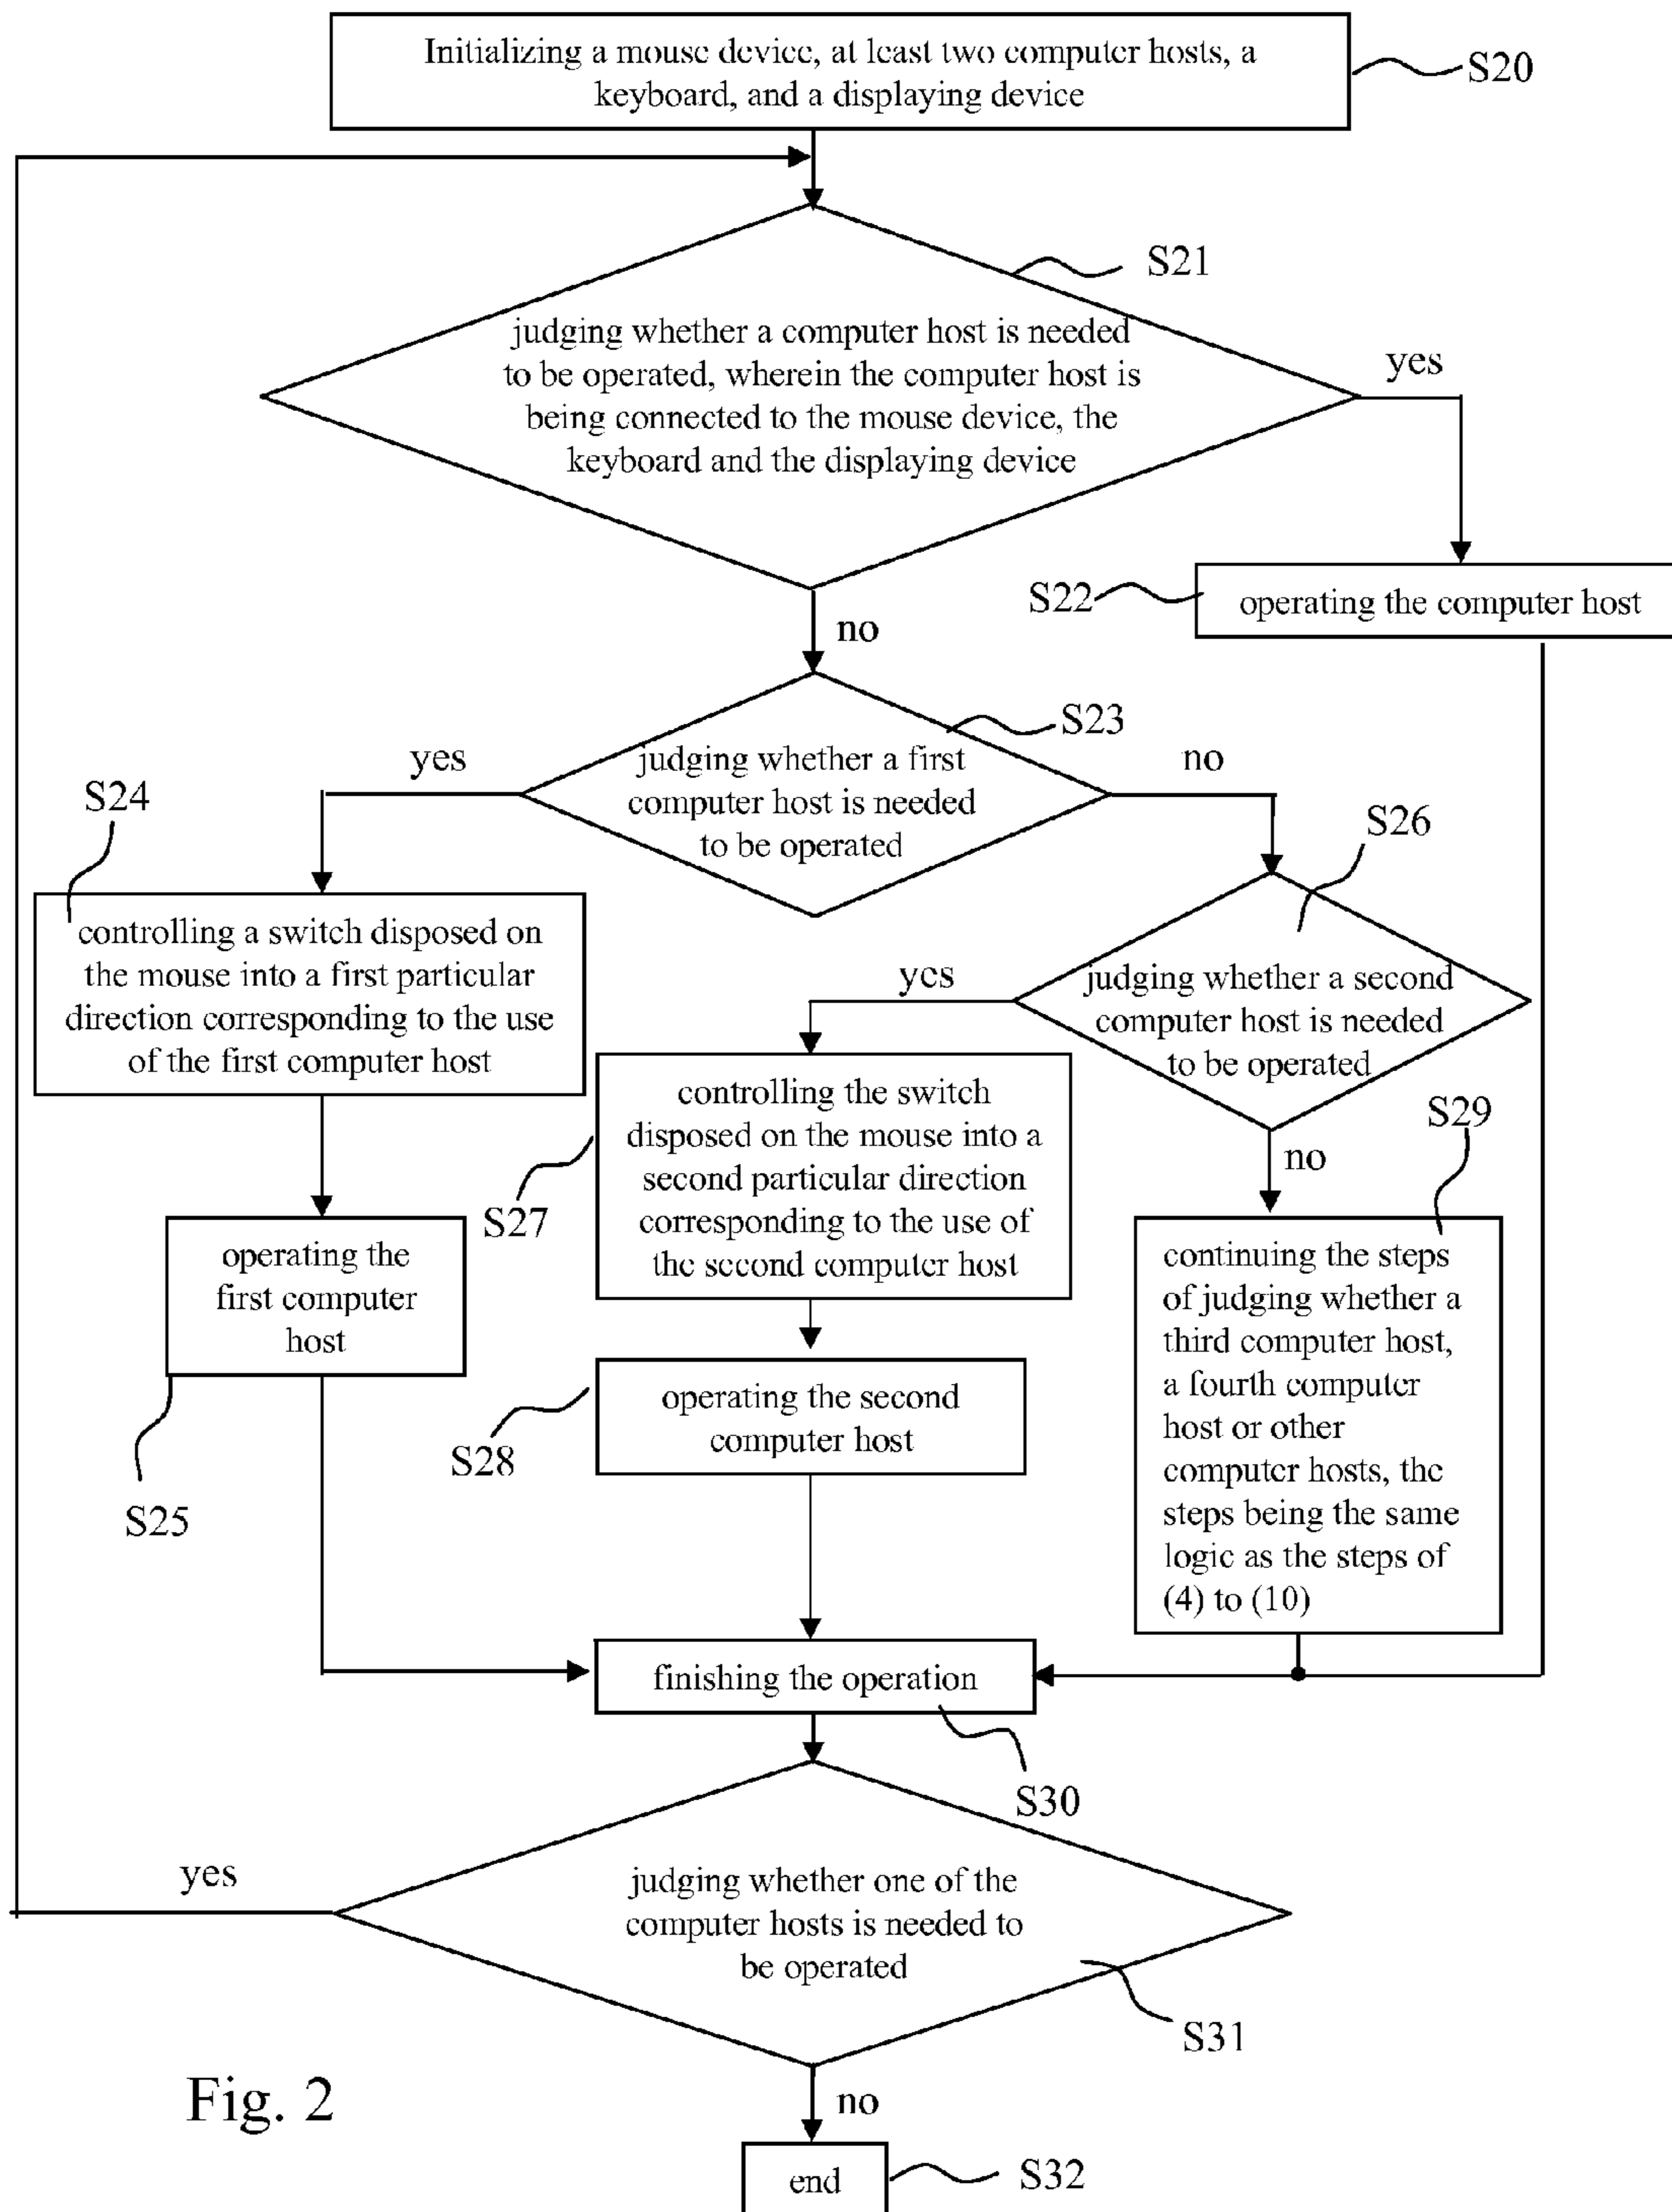 Initializing a mouse device, at least two computer hosts, a
keyboard, and a displaying device
S20
S21
judging whether a computer host is needed
to be operated, wherein the computer host is
being connected to the mouse device, the
keyboard and the displaying device
yes
S22
operating the computer host
no
S23
judging whether a first
computer host is needed
to be operated
yes
no
S24
controlling a switch disposed on
the mouse into a first particular
direction corresponding to the use
of the first computer host
S26
judging whether a second
computer host is needed
to be operated
yes
S27
controlling the switch
disposed on the mouse into a
second particular direction
corresponding to the use of
the second computer host
no
S29
continuing the steps
of judging whether a
third computer host,
a fourth computer
host or other
computer hosts, the
steps being the same
logic as the steps of
(4) to (10)
operating the
first computer
host
S25
operating the second
computer host
S28
finishing the operation
S30
judging whether one of the
computer hosts is needed to
be operated
yes
S31
no
end
S32
Fig. 2